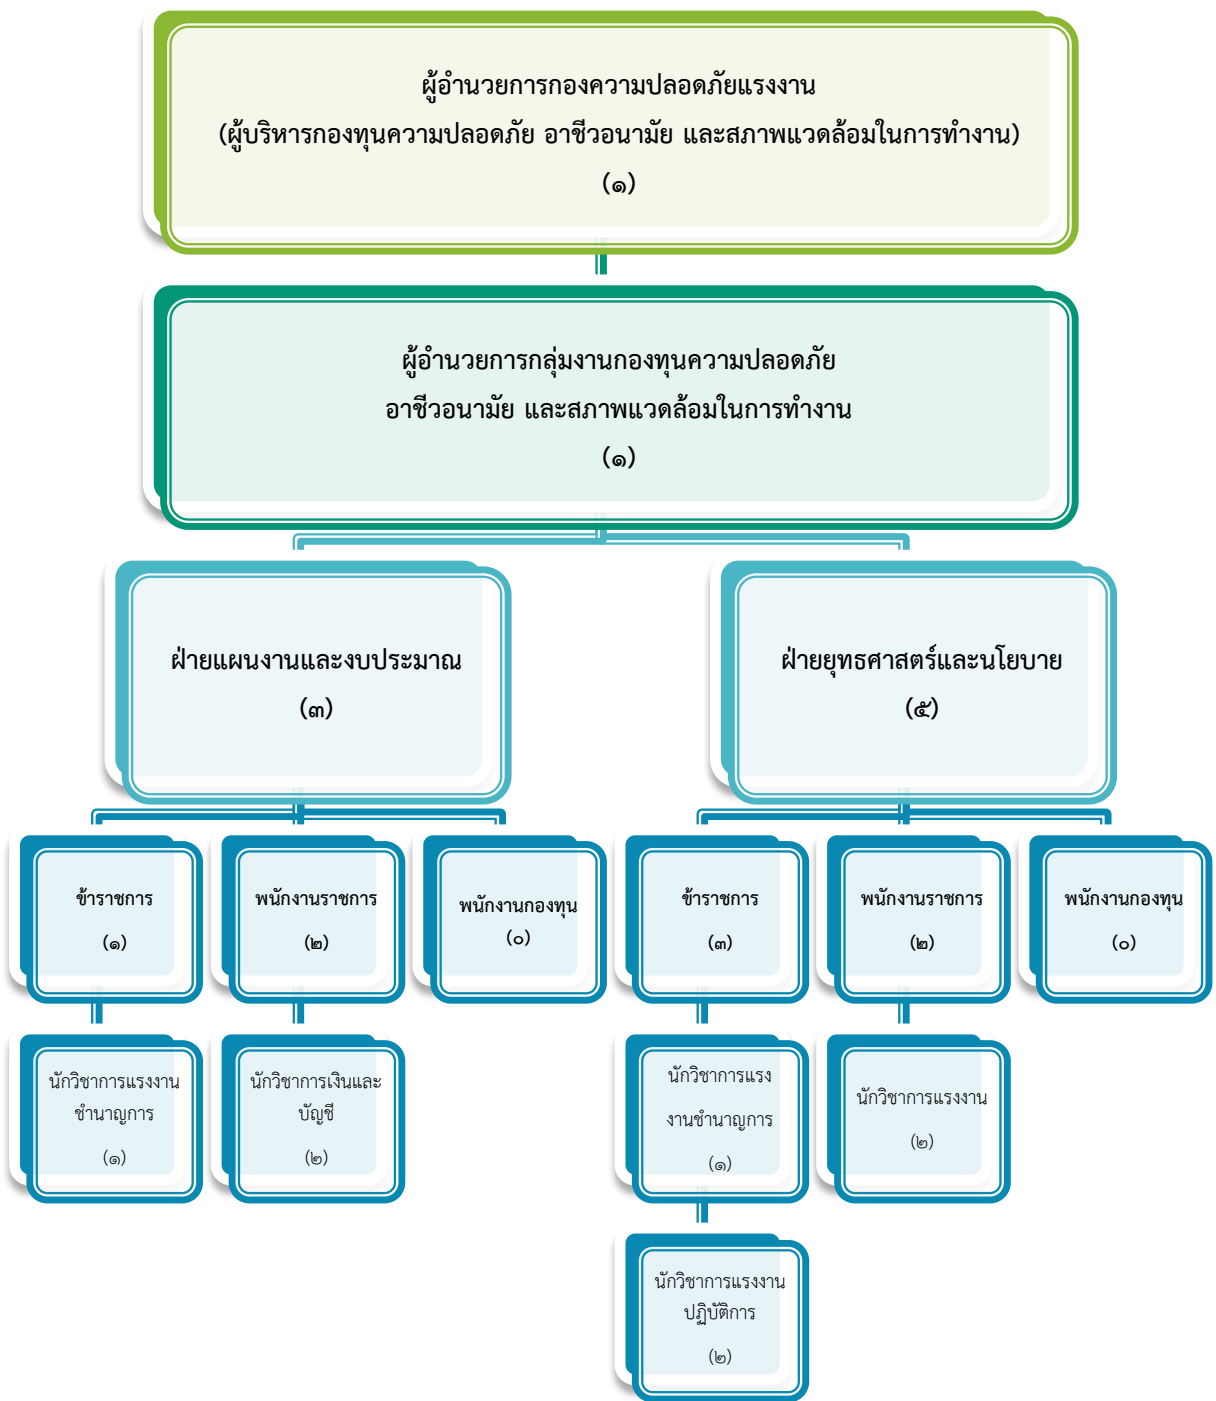 ผู้อำนวยการกองความปลอดภัยแรงงาน
(ผู้บริหารกองทุนความปลอดภัย อาชีวอนามัย และสภาพแวดล้อมในการทำงาน)
(๑)
ผู้อำนวยการกลุ่มงานกองทุนความปลอดภัย
อาชีวอนามัย และสภาพแวดล้อมในการทำงาน
(๑)
ฝ่ายแผนงานและงบประมาณ
(๓)
ฝ่ายยุทธศาสตร์และนโยบาย
(๕)
ข้าราชการ
(๑)
พนักงานราชการ
(๒)
พนักงานกองทุน
(๐)
ข้าราชการ
(๓)
พนักงานราชการ
(๒)
พนักงานกองทุน
(๐)
นักวิชาการแรงงาน
ชำนาญการ
(๑)
นักวิชาการเงินและ
บัญชี
(๒)
นักวิชาการแรง
งานชำนาญการ
(๑)
นักวิชาการแรงงาน
(๒)
นักวิชาการแรงงาน
ปฏิบัติการ
(๒)